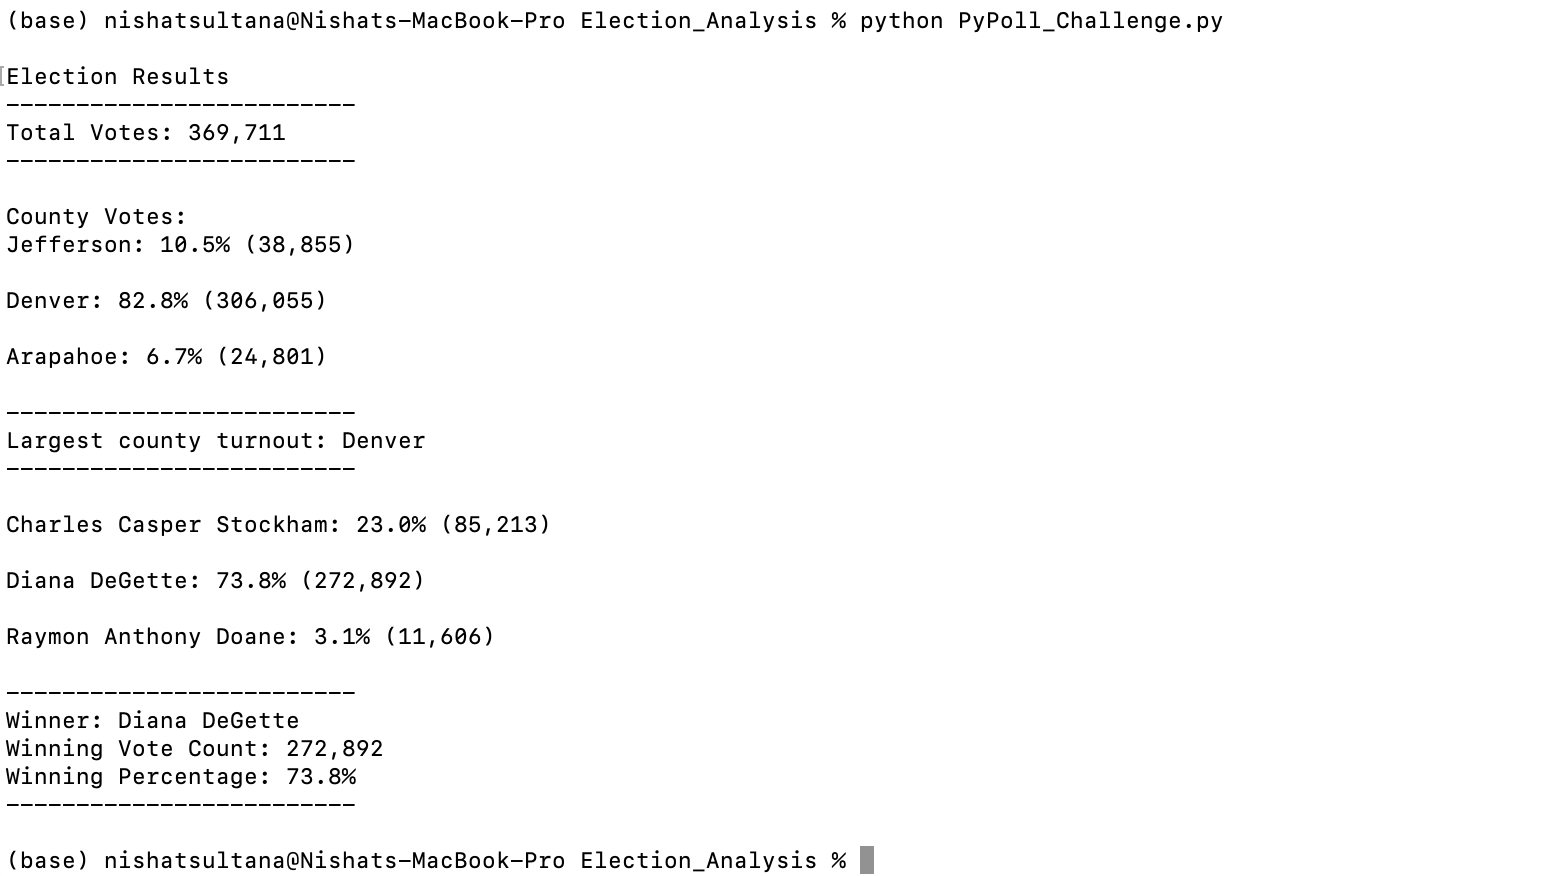 (base) nishatsultana@Nishats-MacBook-Pro Election_Analysis % python PyPoll_Challenge.py
Election Results
-------------------------
Total Votes: 369,711
-------------------------
County Votes:
Jefferson: 10.5% (38,855)
Denver: 82.8% (306,055)
Arapahoe: 6.7% (24,801)
-------------------------
Largest county turnout: Denver
-------------------------
Charles Casper Stockham: 23.0% (85,213)
Diana DeGette: 73.8% (272,892)
Raymon Anthony Doane: 3.1% (11,606)
-------------------------
Winner: Diana DeGette
Winning Vote Count: 272,892
Winning Percentage: 73.8%
-------------------------
(base) nishatsultana@Nishats-MacBook-Pro Election_Analysis %